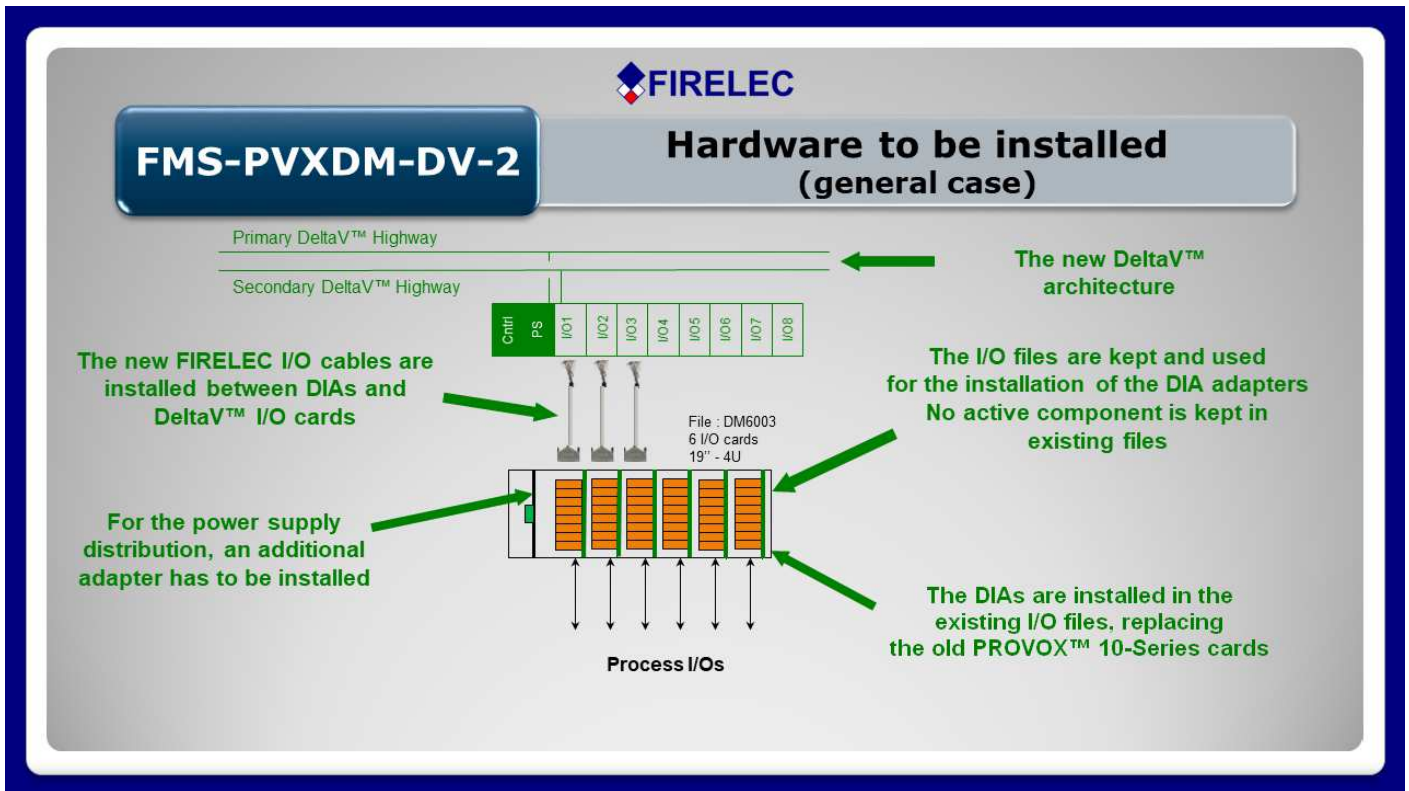 FIRELEC
FMS-PVXDM-DV-2
Hardware to be installed
(general case)
Primary DeltaV™ Highway
Secondary DeltaV™ Highway
The new DeltaV™
architecture
Cntrl
PS
I/O1
I/O2
I/O3
I/O4
I/O5
I/O6
I/O7
I/O8
The new FIRELEC I/O cables are
installed between DIAs and
DeltaV™ I/O cards
The I/O files are kept and used
for the installation of the DIA adapters
No active component is kept in
existing files
File : DM6003
6 I/O cards
19’’ - 4U
For the power supply
distribution, an additional
adapter has to be installed
The DIAs are installed in the
existing I/O files, replacing
the old PROVOX™ 10-Series cards
Process I/Os